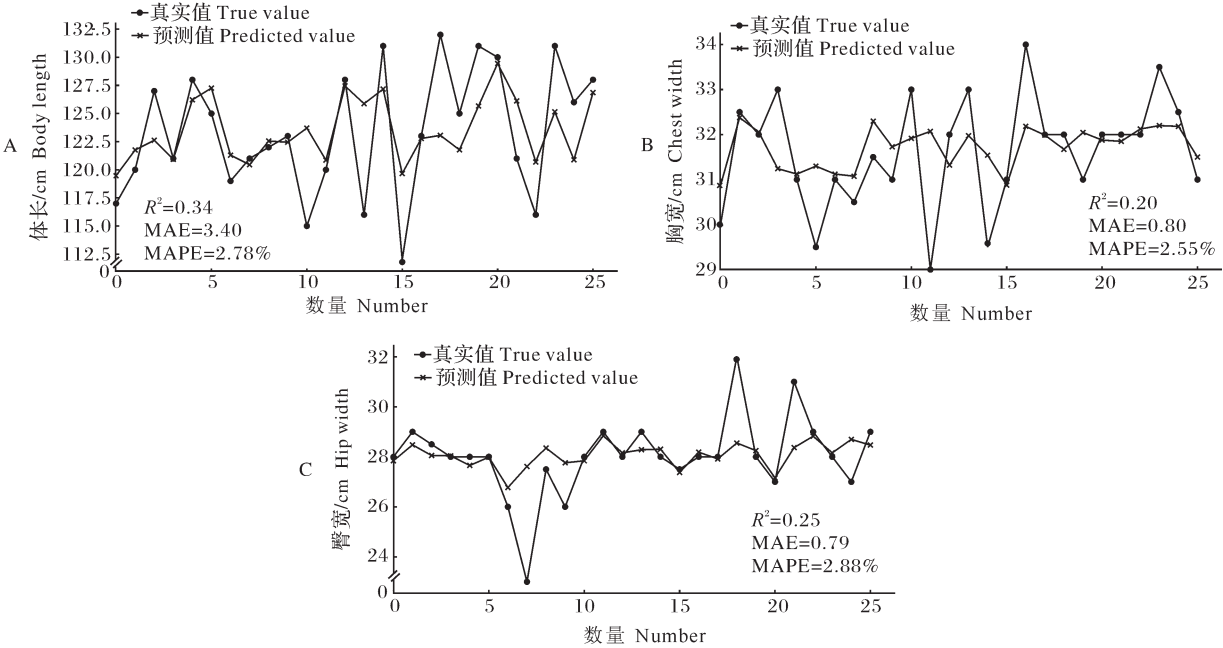 真实值 True value
预测值 Predicted value
132.5
130.0
127.5
125.0
122.5
120.0
117.5
115.0
112.5
0
体长/cm Body length
A
R²=0.34
MAE=3.40
MAPE=2.78%
0 5 10 15 20 25
数量 Number
真实值 True value
预测值 Predicted value
34
33
32
31
30
29
胸宽/cm Chest width
B
R²=0.20
MAE=0.80
MAPE=2.55%
0 5 10 15 20 25
数量 Number
真实值 True value
预测值 Predicted value
32
30
28
26
24
0
臀宽/cm Hip width
C
R²=0.25
MAE=0.79
MAPE=2.88%
0 5 10 15 20 25
数量 Number